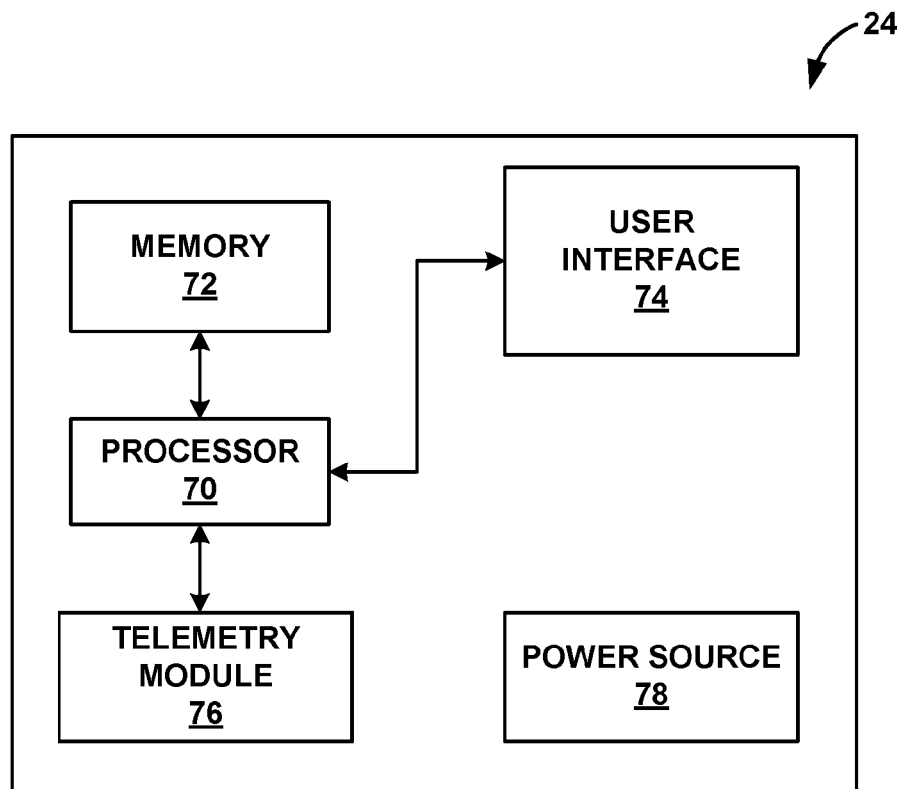 24
MEMORY
72
USER
INTERFACE
74
PROCESSOR
70
TELEMETRY
MODULE
76
POWER SOURCE
78